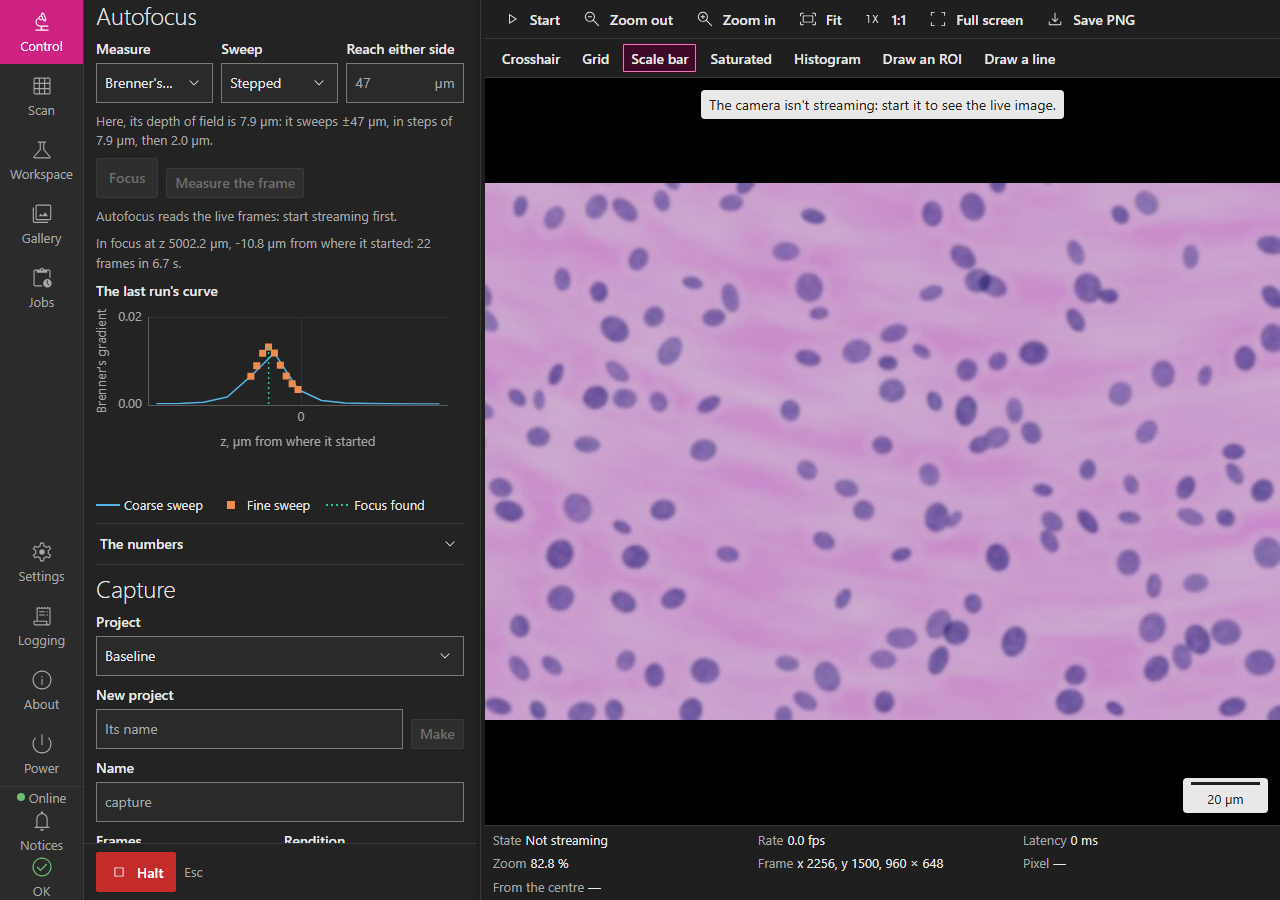 Control
Scan
Workspace
Gallery
Jobs
Settings
Logging
About
Power
Online
Notices
OK
Autofocus
Measure Sweep Reach either side
Brenner's... Stepped 47 µm
Here, its depth of field is 7.9 µm: it sweeps ±47 µm, in steps of
7.9 µm, then 2.0 µm.
Focus Measure the frame
Autofocus reads the live frames: start streaming first.
In focus at z 5002.2 µm, -10.8 µm from where it started: 22
frames in 6.7 s.
The last run's curve
Brenner's gradient
0.02
0.00
0
z, µm from where it started
Coarse sweep Fine sweep Focus found
The numbers
Capture
Project
Baseline
New project
Its name Make
Name
capture
Frames Rendition
Halt Esc
Start Zoom out Zoom in Fit 1X 1:1 Full screen Save PNG
Crosshair Grid Scale bar Saturated Histogram Draw an ROI Draw a line
The camera isn't streaming: start it to see the live image.
20 µm
State Not streaming Rate 0.0 fps Latency 0 ms
Zoom 82.8 % Frame x 2256, y 1500, 960 × 648 Pixel —
From the centre —